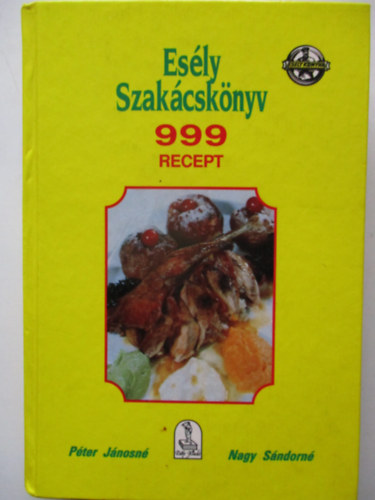 Esély
Szakácskönyv
999
RECEPT
Péter Jánosné
Nagy Sándorné